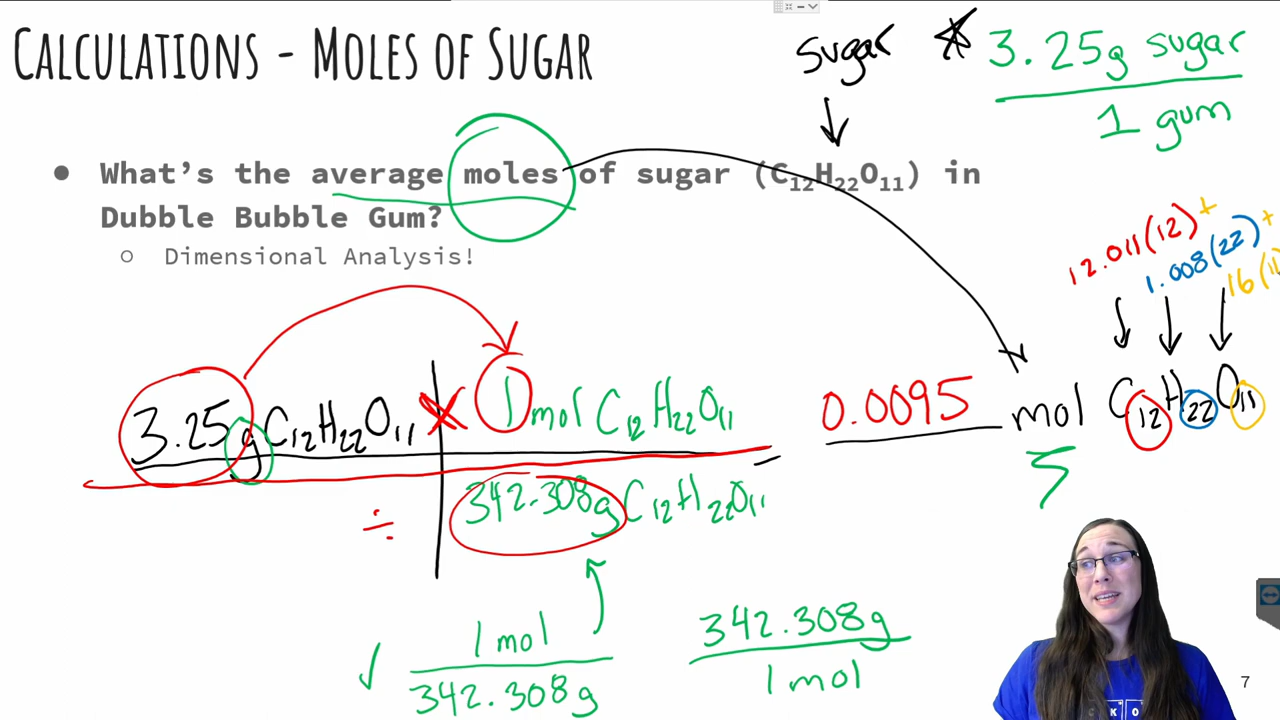 CALCULATIONS - MOLES OF SUGAR
sugar
3.25g sugar
1 gum
What's the average moles of sugar (C₁₂H₂₂O₁₁) in
Dubble Bubble Gum?
Dimensional Analysis!
12.011(12) +
1.008(22) +
16(11
3.25g C₁₂H₂₂O₁₁ × 1 mol C₁₂H₂₂O₁₁
342.308g C₁₂H₂₂O₁₁
÷
= 0.0095 mol C₁₂H₂₂O₁₁
1 mol
342.308g
342.308g
1 mol
7